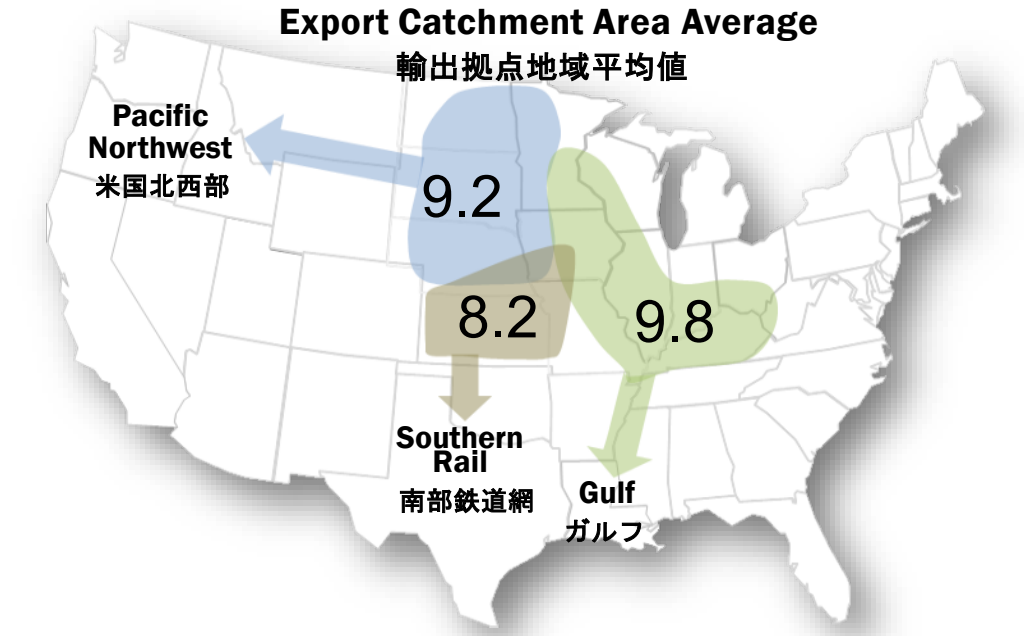 Export Catchment Area Average
輸出拠点地域平均値
Pacific
Northwest
米国北西部
9.2
8.2
9.8
Southern
Rail
南部鉄道網
Gulf
ガルフ